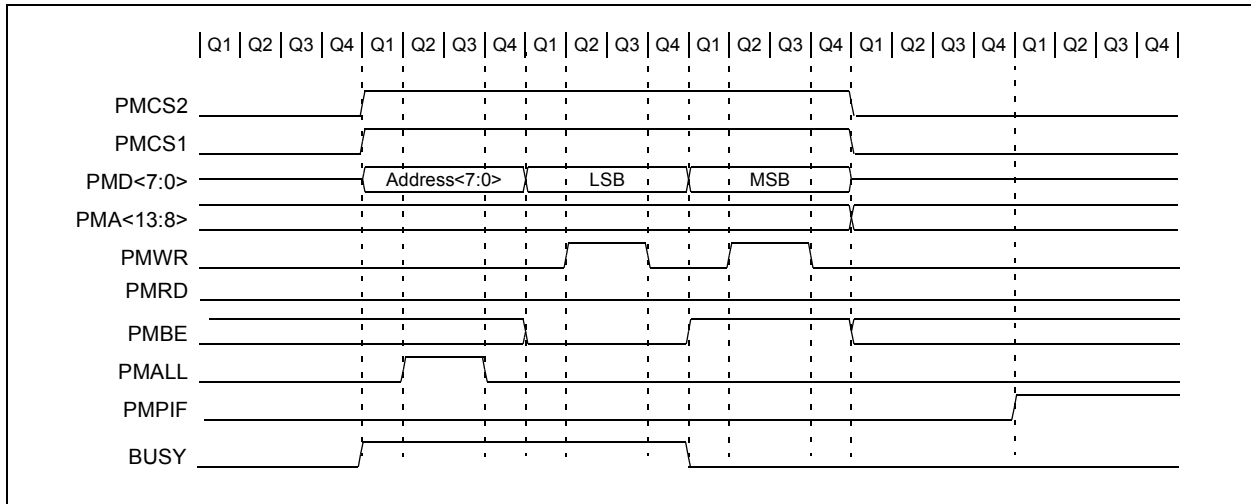 Q1 Q2 Q3 Q4 Q1 Q2 Q3 Q4 Q1 Q2 Q3 Q4 Q1 Q2 Q3 Q4 Q1 Q2 Q3 Q4 Q1 Q2 Q3 Q4
PMCS2
PMCS1
PMD<7:0> Address<7:0> LSB MSB
PMA<13:8>
PMWR
PMRD
PMBE
PMALL
PMPIF
BUSY